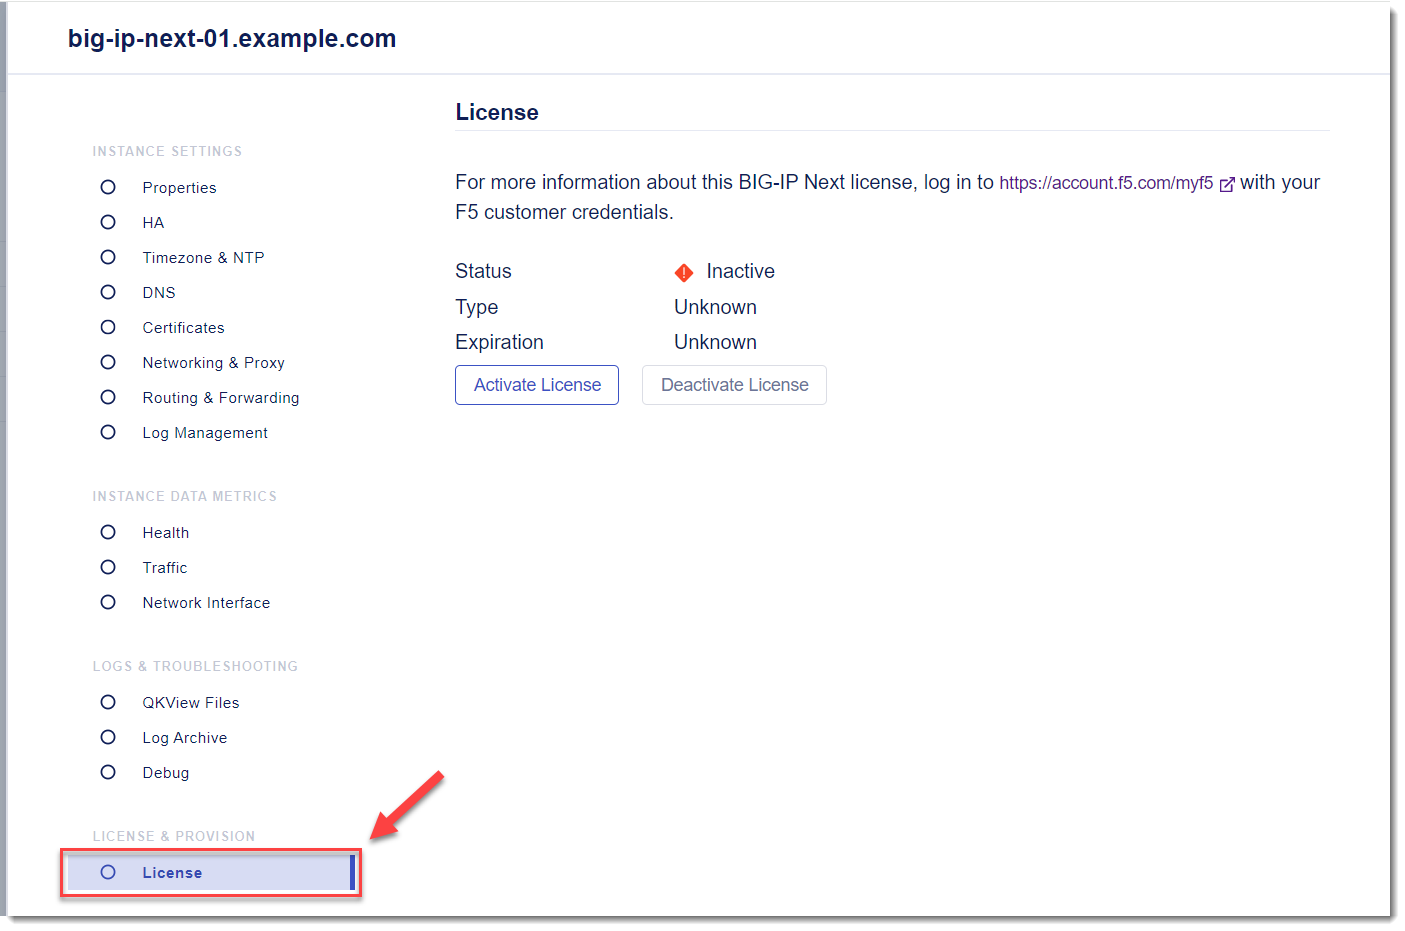 big-ip-next-01.example.com
INSTANCE SETTINGS
Properties
HA
Timezone & NTP
DNS
Certificates
Networking & Proxy
Routing & Forwarding
Log Management
INSTANCE DATA METRICS
Health
Traffic
Network Interface
LOGS & TROUBLESHOOTING
QKView Files
Log Archive
Debug
LICENSE & PROVISION
License
License
For more information about this BIG-IP Next license, log in to https://account.f5.com/myf5 with your
F5 customer credentials.
Status Inactive
Type Unknown
Expiration Unknown
Activate License Deactivate License